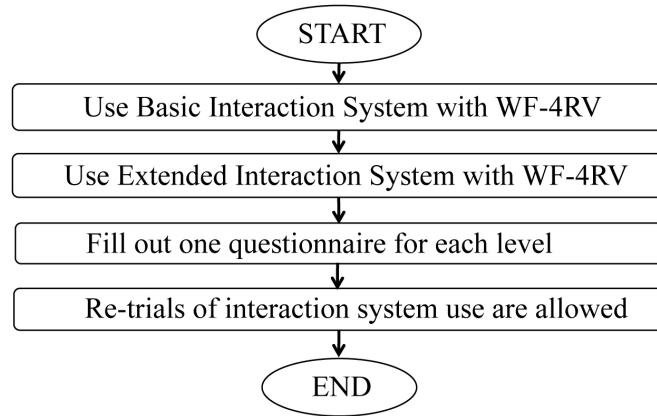 START
Use Basic Interaction System with WF-4RV
Use Extended Interaction System with WF-4RV
Fill out one questionnaire for each level
Re-trials of interaction system use are allowed
END